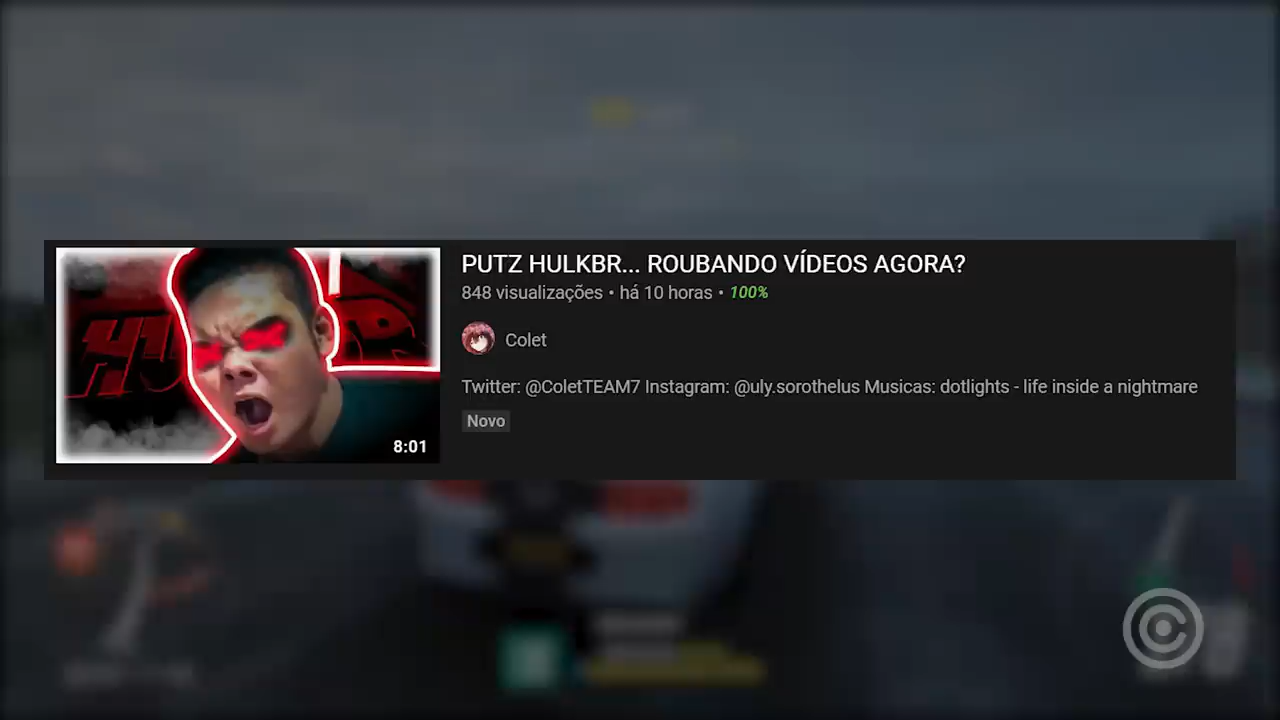 PUTZ HULKBR... ROUBANDO VÍDEOS AGORA?
848 visualizações • há 10 horas • 100%
Colet
Twitter: @ColetTEAM7 Instagram: @uly.sorothelus Musicas: dotlights - life inside a nightmare
Novo
8:01